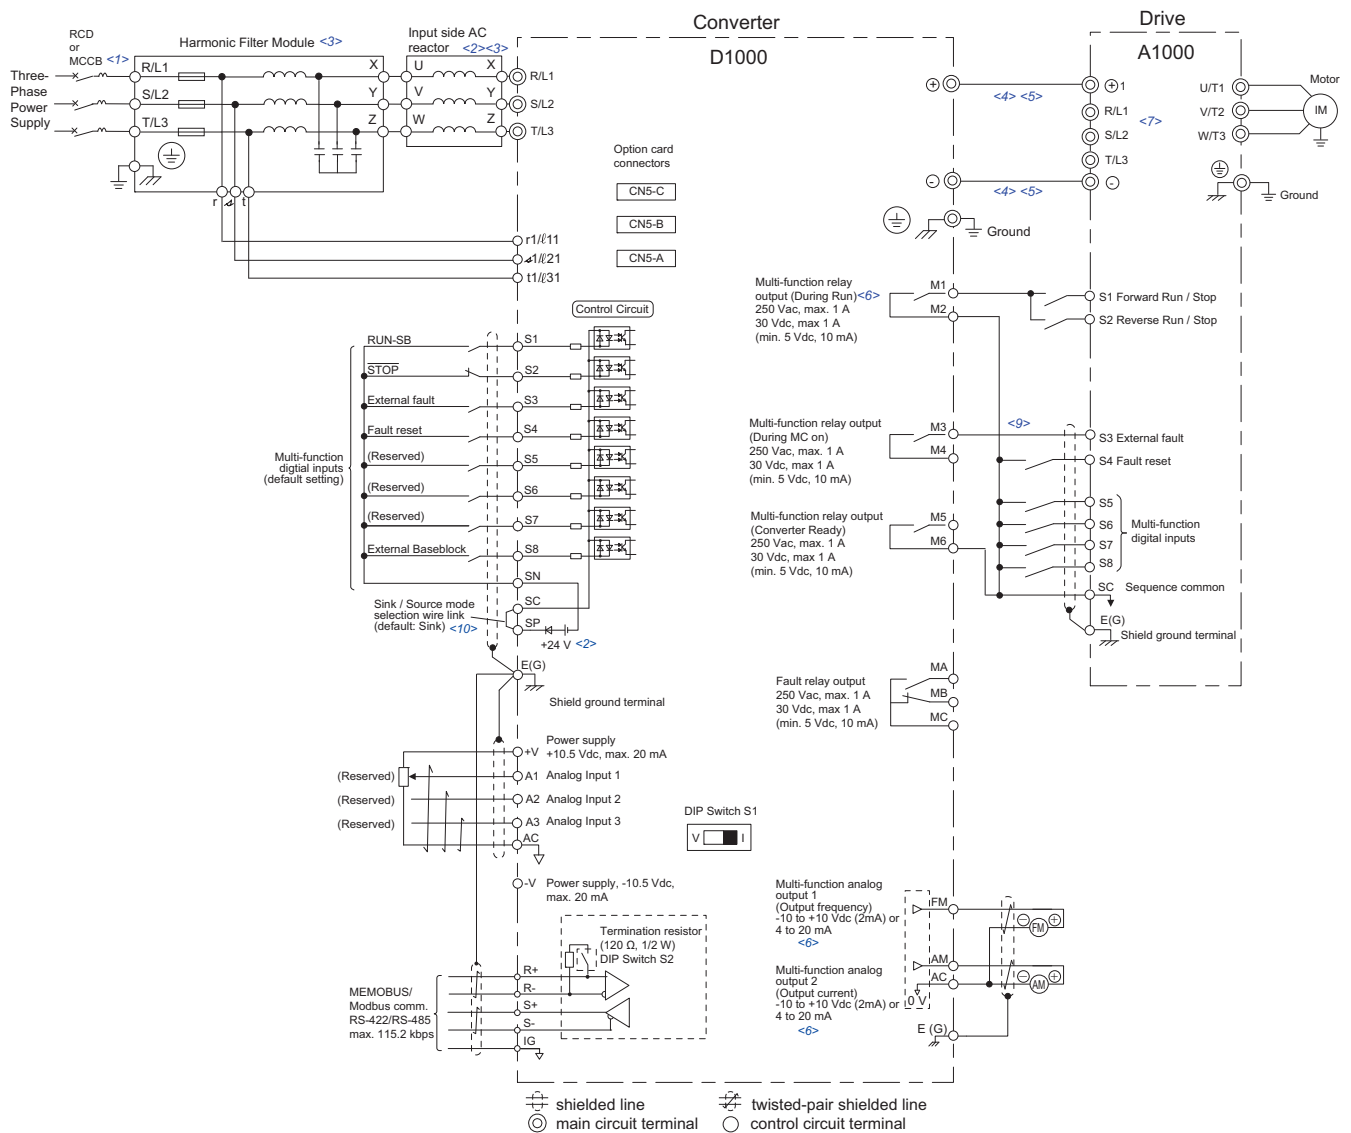 Converter
Drive
RCD
or
MCCB <1>
Harmonic Filter Module <3>
Input side AC
reactor <2><3>
D1000
A1000
Three-
Phase
Power
Supply
R/L1
S/L2
T/L3
X
Y
Z
U
V
W
X
Y
Z
R/L1
S/L2
T/L3
r
t
r1/ℓ11
1/ℓ21
t1/ℓ31
Option card
connectors
CN5-C
CN5-B
CN5-A
+
-
<4> <5>
<4> <5>
+1
R/L1
S/L2
T/L3
-
<7>
U/T1
V/T2
W/T3
Motor
IM
Ground
Ground
Control Circuit
Multi-function
digtial inputs
(default setting)
RUN-SB
STOP
External fault
Fault reset
(Reserved)
(Reserved)
(Reserved)
External Baseblock
S1
S2
S3
S4
S5
S6
S7
S8
SN
SC
SP
Sink / Source mode
selection wire link
(default: Sink) <10>
+24 V <2>
E(G)
Shield ground terminal
Multi-function relay
output (During Run)<6>
250 Vac, max. 1 A
30 Vdc, max 1 A
(min. 5 Vdc, 10 mA)
M1
M2
S1 Forward Run / Stop
S2 Reverse Run / Stop
Multi-function relay output
(During MC on)
250 Vac, max. 1 A
30 Vdc, max 1 A
(min. 5 Vdc, 10 mA)
M3
M4
<9>
S3 External fault
S4 Fault reset
Multi-function relay output
(Converter Ready)
250 Vac, max. 1 A
30 Vdc, max 1 A
(min. 5 Vdc, 10 mA)
M5
M6
S5
S6
S7
S8
Multi-function
digital inputs
SC Sequence common
E(G)
Shield ground terminal
Fault relay output
250 Vac, max. 1 A
30 Vdc, max 1 A
(min. 5 Vdc, 10 mA)
MA
MB
MC
+V
Power supply
+10.5 Vdc, max. 20 mA
(Reserved)
A1 Analog Input 1
(Reserved)
A2 Analog Input 2
(Reserved)
A3 Analog Input 3
AC
-V Power supply, -10.5 Vdc,
max. 20 mA
DIP Switch S1
V I
Termination resistor
(120 Ω, 1/2 W)
DIP Switch S2
MEMOBUS/
Modbus comm.
RS-422/RS-485
max. 115.2 kbps
R+
R-
S+
S-
IG
Multi-function analog
output 1
(Output frequency)
-10 to +10 Vdc (2mA) or
4 to 20 mA
<6>
Multi-function analog
output 2
(Output current)
-10 to +10 Vdc (2mA) or
4 to 20 mA
<6>
FM
AM
AC
0 V
E (G)
- FM +
- AM +
shielded line
twisted-pair shielded line
main circuit terminal
control circuit terminal